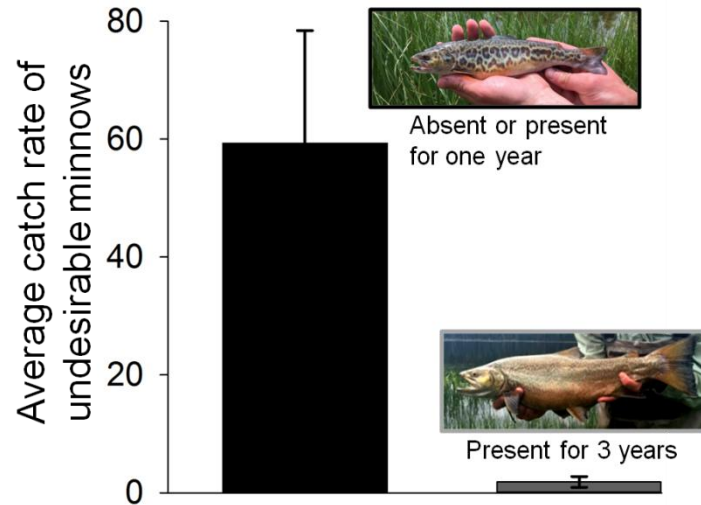 Average catch rate of
undesirable minnows
80
60
40
20
0
Absent or present
for one year
Present for 3 years